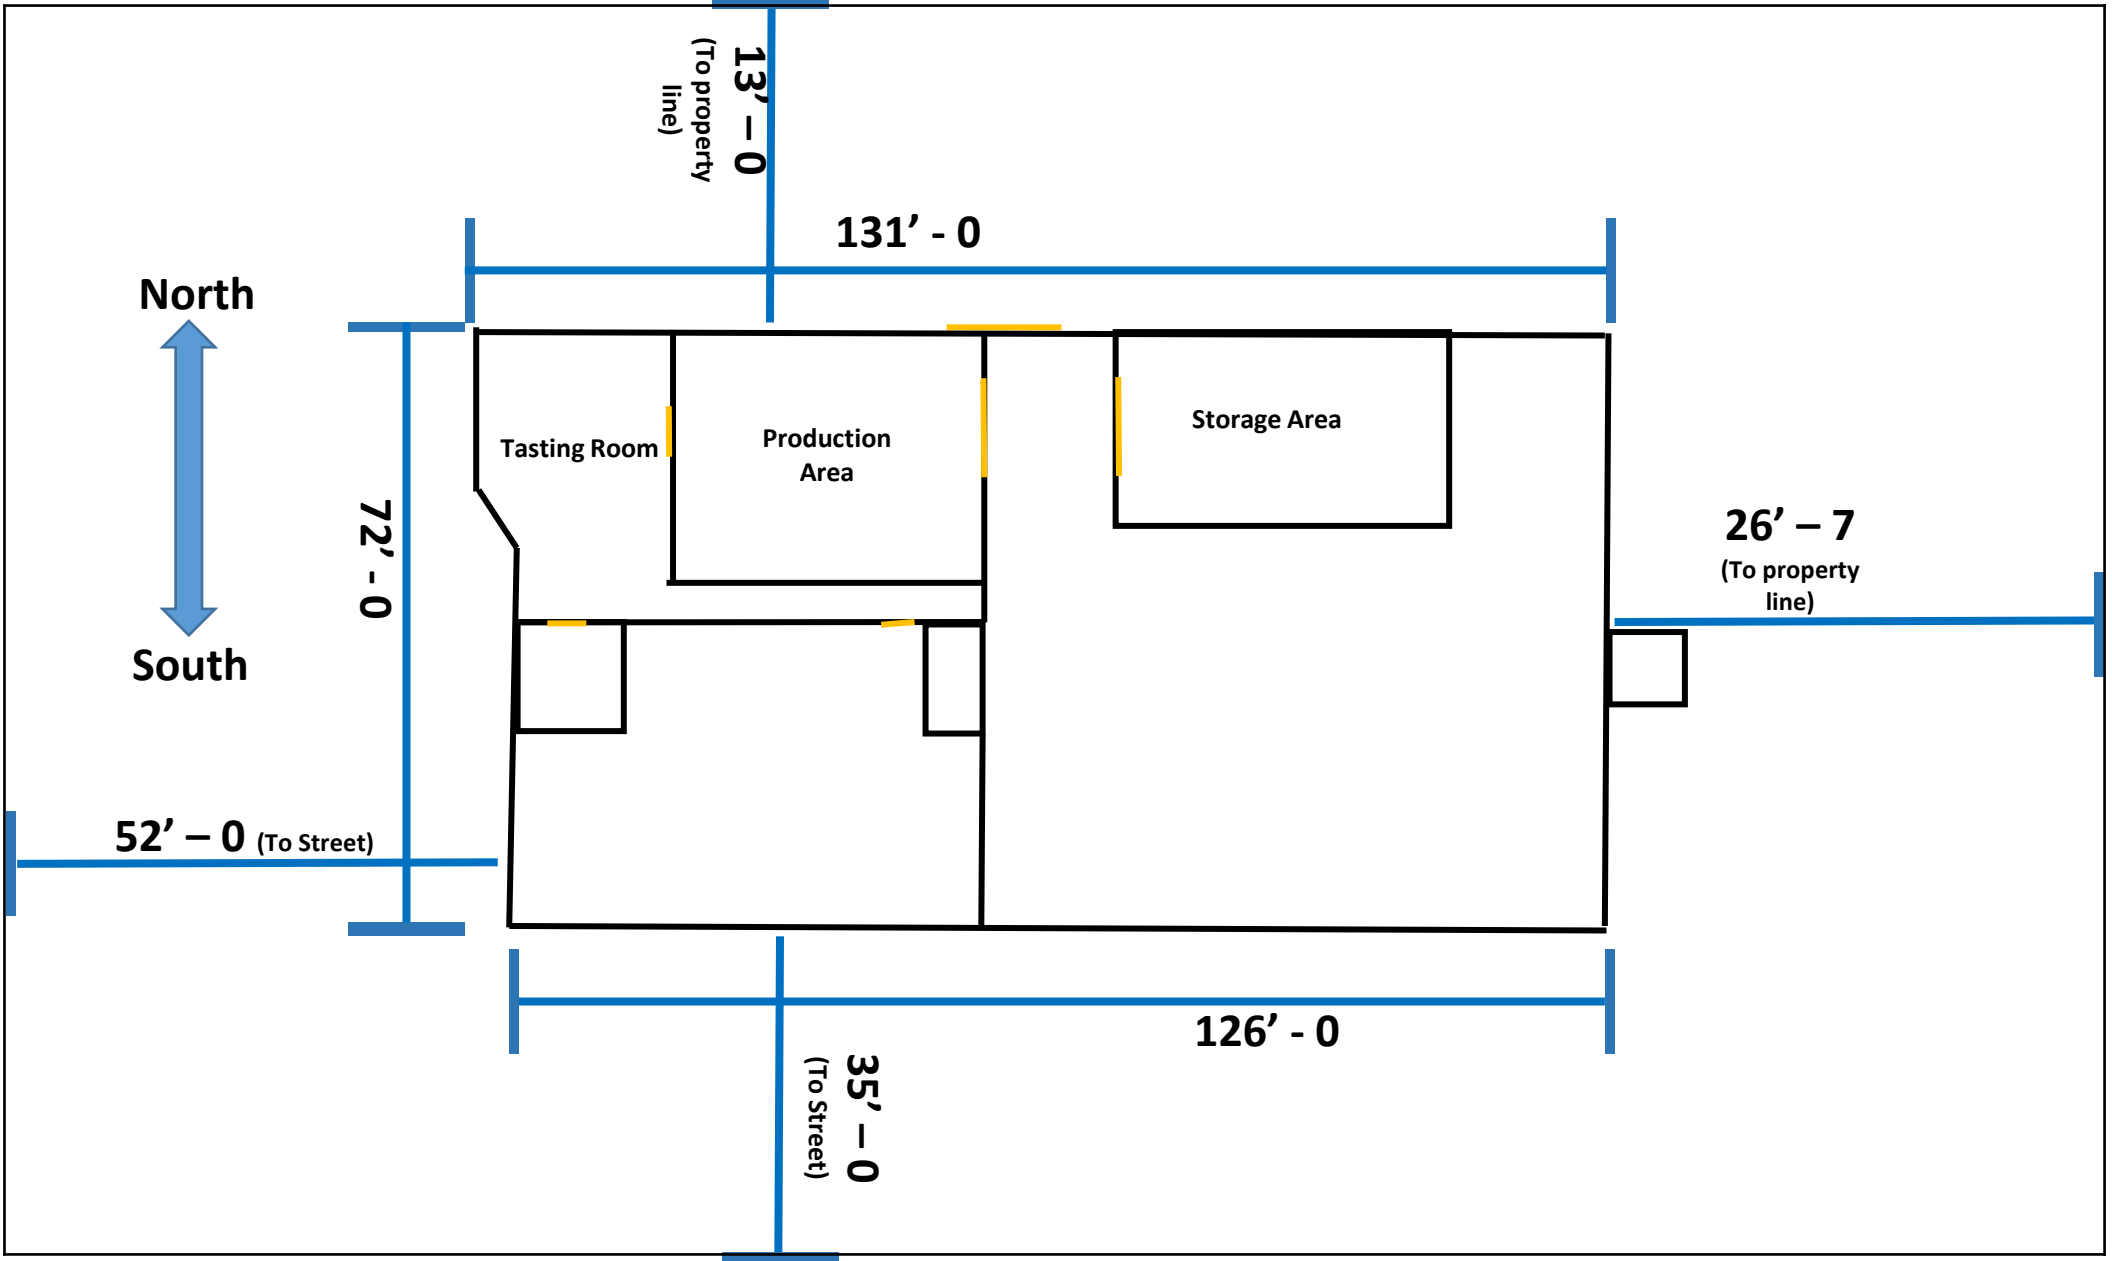 13’ – 0
(To property
line)
131’ - 0
North
South
72’ - 0
Tasting Room
Production
Area
Storage Area
26’ – 7
(To property
line)
52’ – 0 (To Street)
126’ - 0
35’ – 0
(To Street)